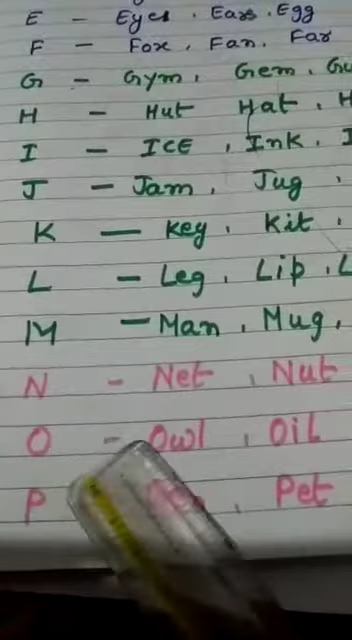 E - Eyes . Ears . Egg
F - Fox , Fan . Far
G - Gym , Gem .
H - Hut Hat .
I - ICE , Ink .
J - Jam , Jug .
K - Key , Kit .
L - Leg , Lip .
M - Man , Mug ,
N - Net , Nut
O - Owl , Oil
P , Pet